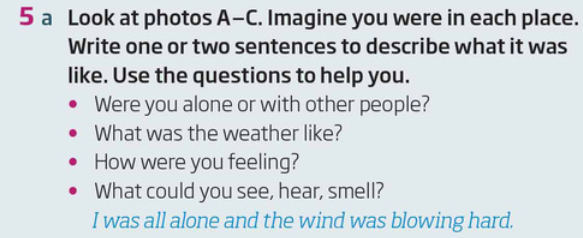 5 a Look at photos A–C. Imagine you were in each place.
Write one or two sentences to describe what it was
like. Use the questions to help you.
• Were you alone or with other people?
• What was the weather like?
• How were you feeling?
• What could you see, hear, smell?
I was all alone and the wind was blowing hard.